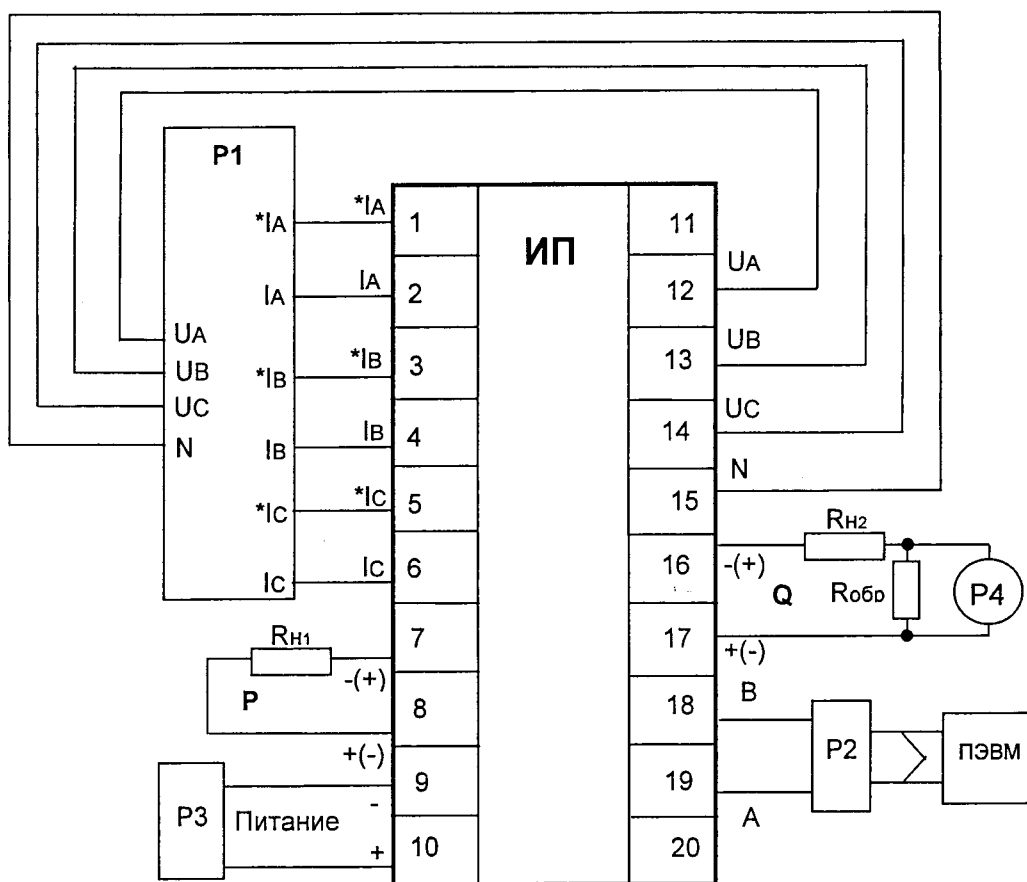 P1
ИП
*IA
*IA
1
11
UA
IA
IA
2
12
UA
UB
*IB
*IB
3
13
UB
UC
UC
N
IB
IB
4
14
N
*IC
*IC
5
15
RН2
IC
IC
6
16
-(+)
Q
Rобр
P4
RН1
7
17
+(-)
-(+)
P
8
18
B
+(-)
P2
ПЭВМ
9
19
-
A
P3
Питание
+
10
20